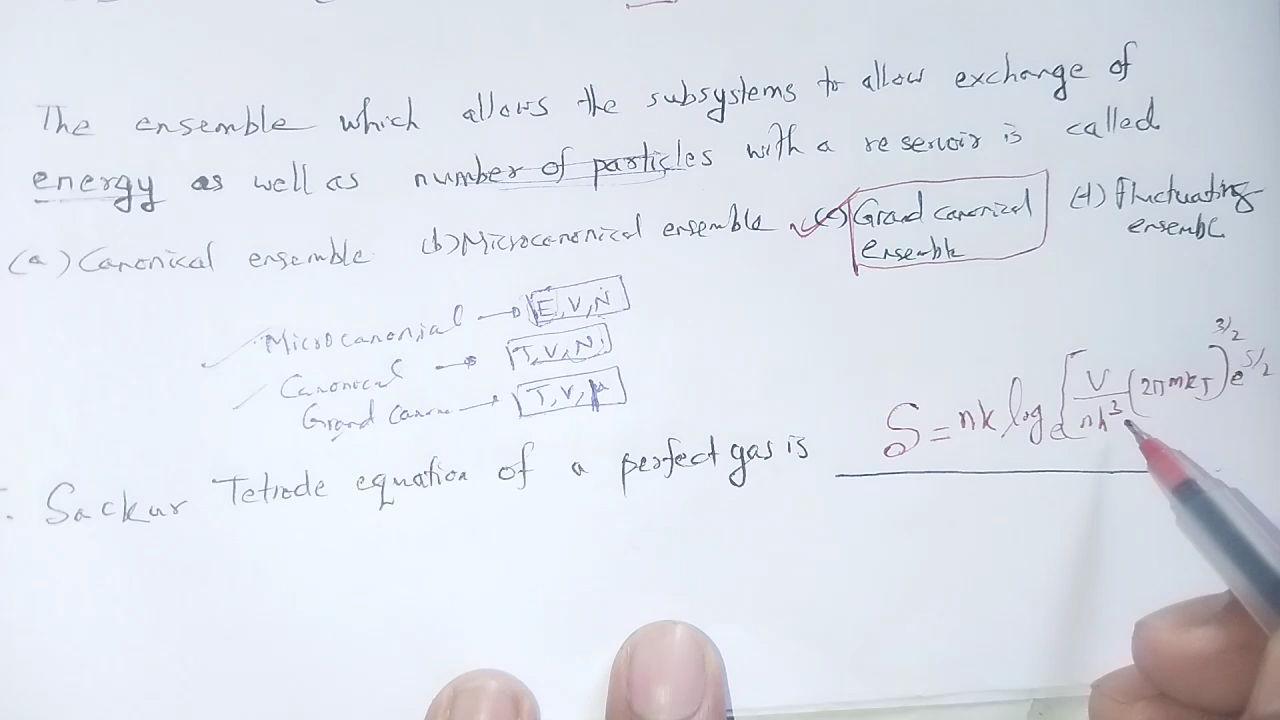 The ensemble which allows the subsystems to allow exchange of
energy as well as number of particles with a reservoir is called
(a) Canonical ensemble (b) Microcanonical ensemble (c) Grand canonical ensemble (d) Fluctuating ensemble
Microcanonial → E, V, N
Canonical → T, V, N
Grand Canon → T, V, μ
Sackur Tetrode equation of a perfect gas is
S = nk log_e [V/nh³ (2πmkT)^3/2 e^5/2